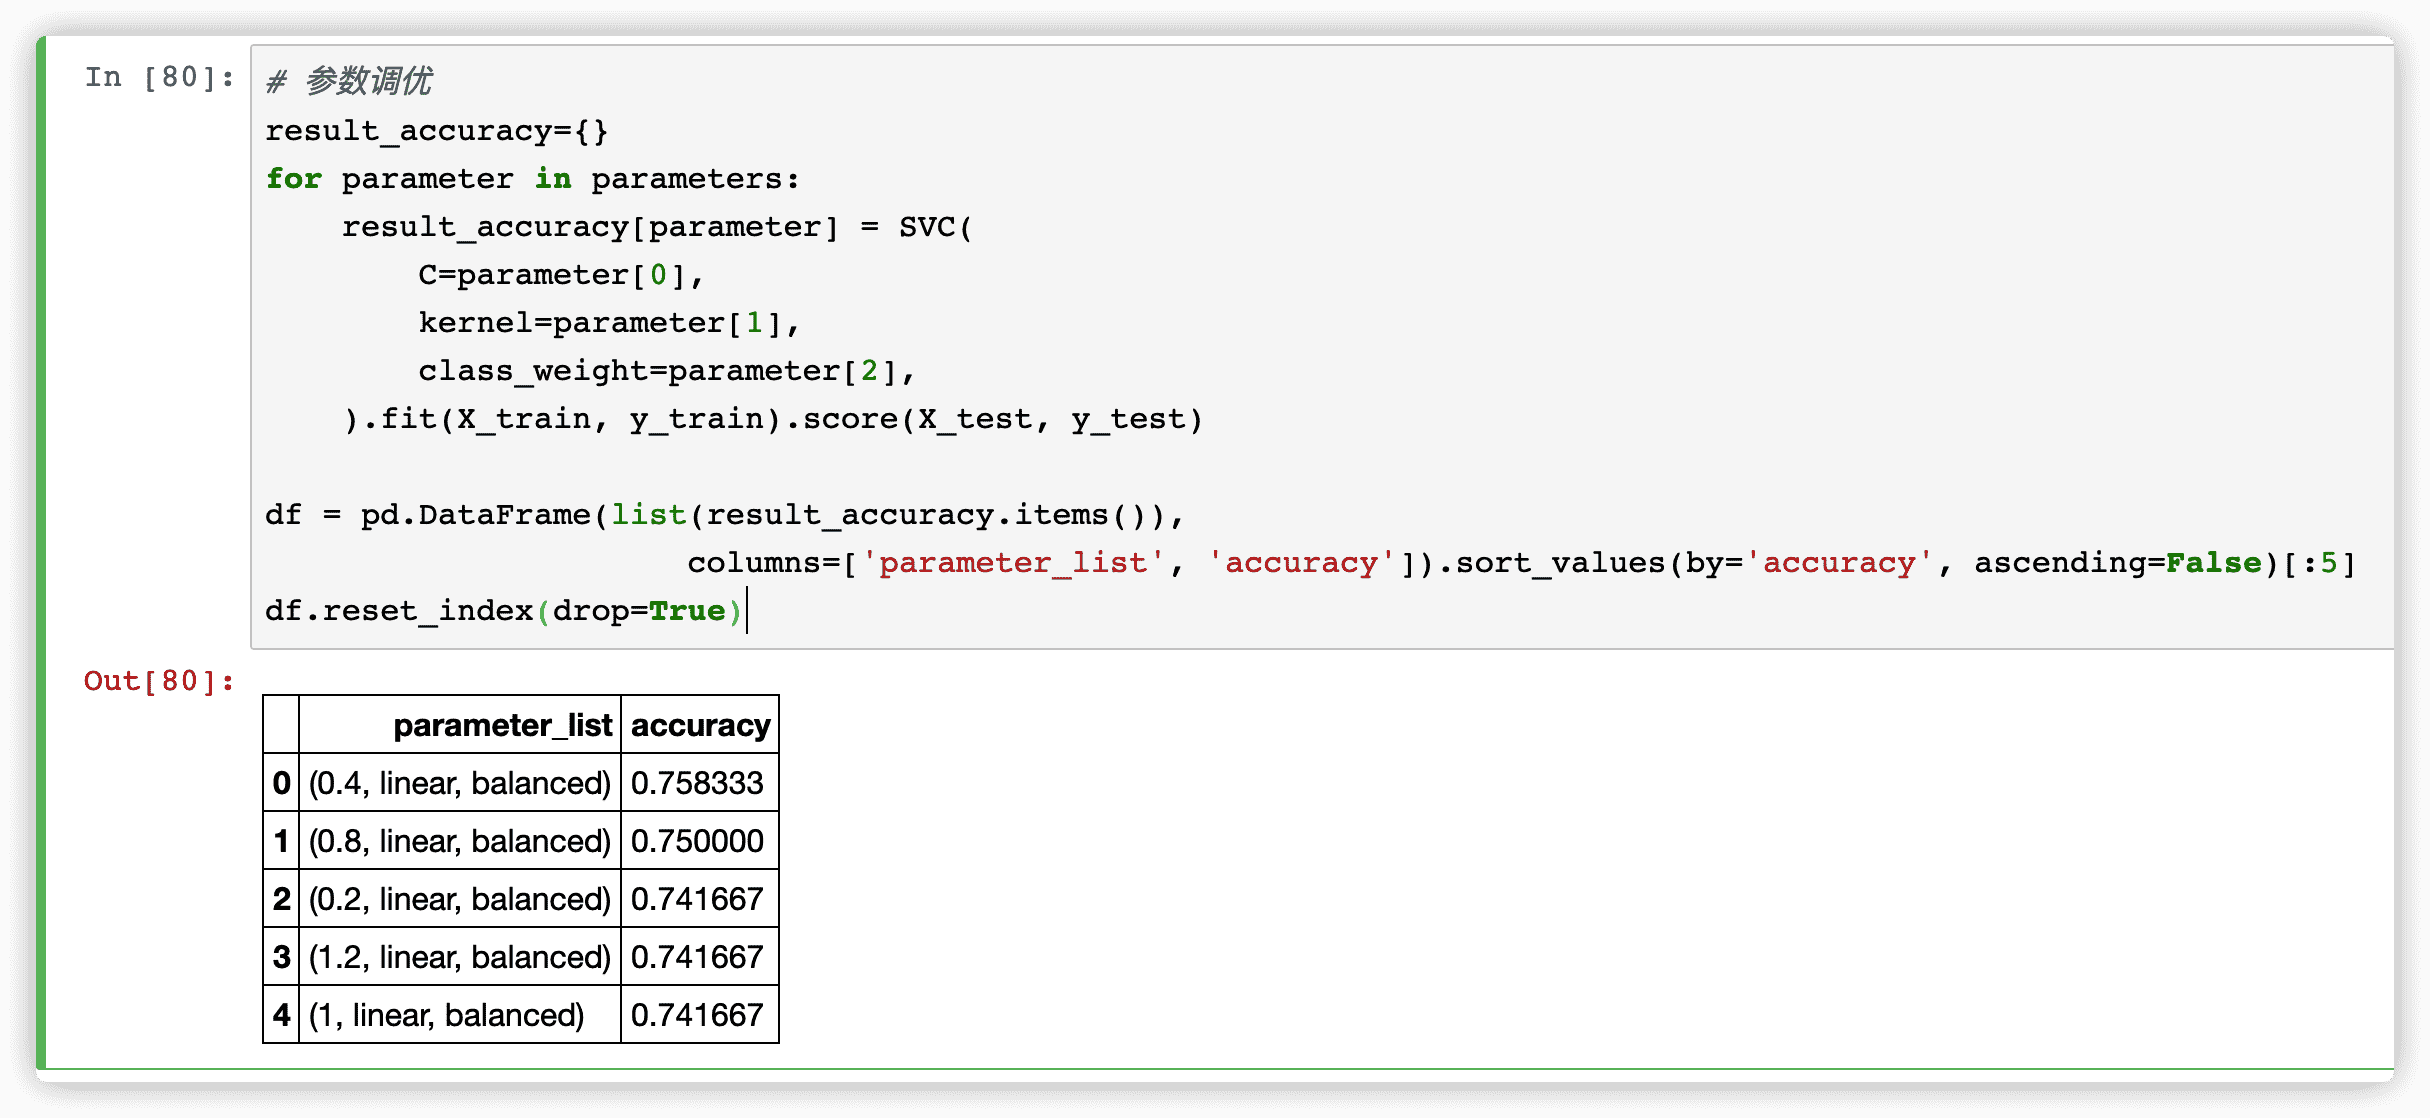 In [80]:
# 参数调优
result_accuracy={}
for parameter in parameters:
    result_accuracy[parameter] = SVC(
        C=parameter[0],
        kernel=parameter[1],
        class_weight=parameter[2],
    ).fit(X_train, y_train).score(X_test, y_test)
df = pd.DataFrame(list(result_accuracy.items()),
                      columns=['parameter_list', 'accuracy']).sort_values(by='accuracy', ascending=False)[:5]
df.reset_index(drop=True)
Out[80]:
parameter_list accuracy
0 (0.4, linear, balanced) 0.758333
1 (0.8, linear, balanced) 0.750000
2 (0.2, linear, balanced) 0.741667
3 (1.2, linear, balanced) 0.741667
4 (1, linear, balanced) 0.741667